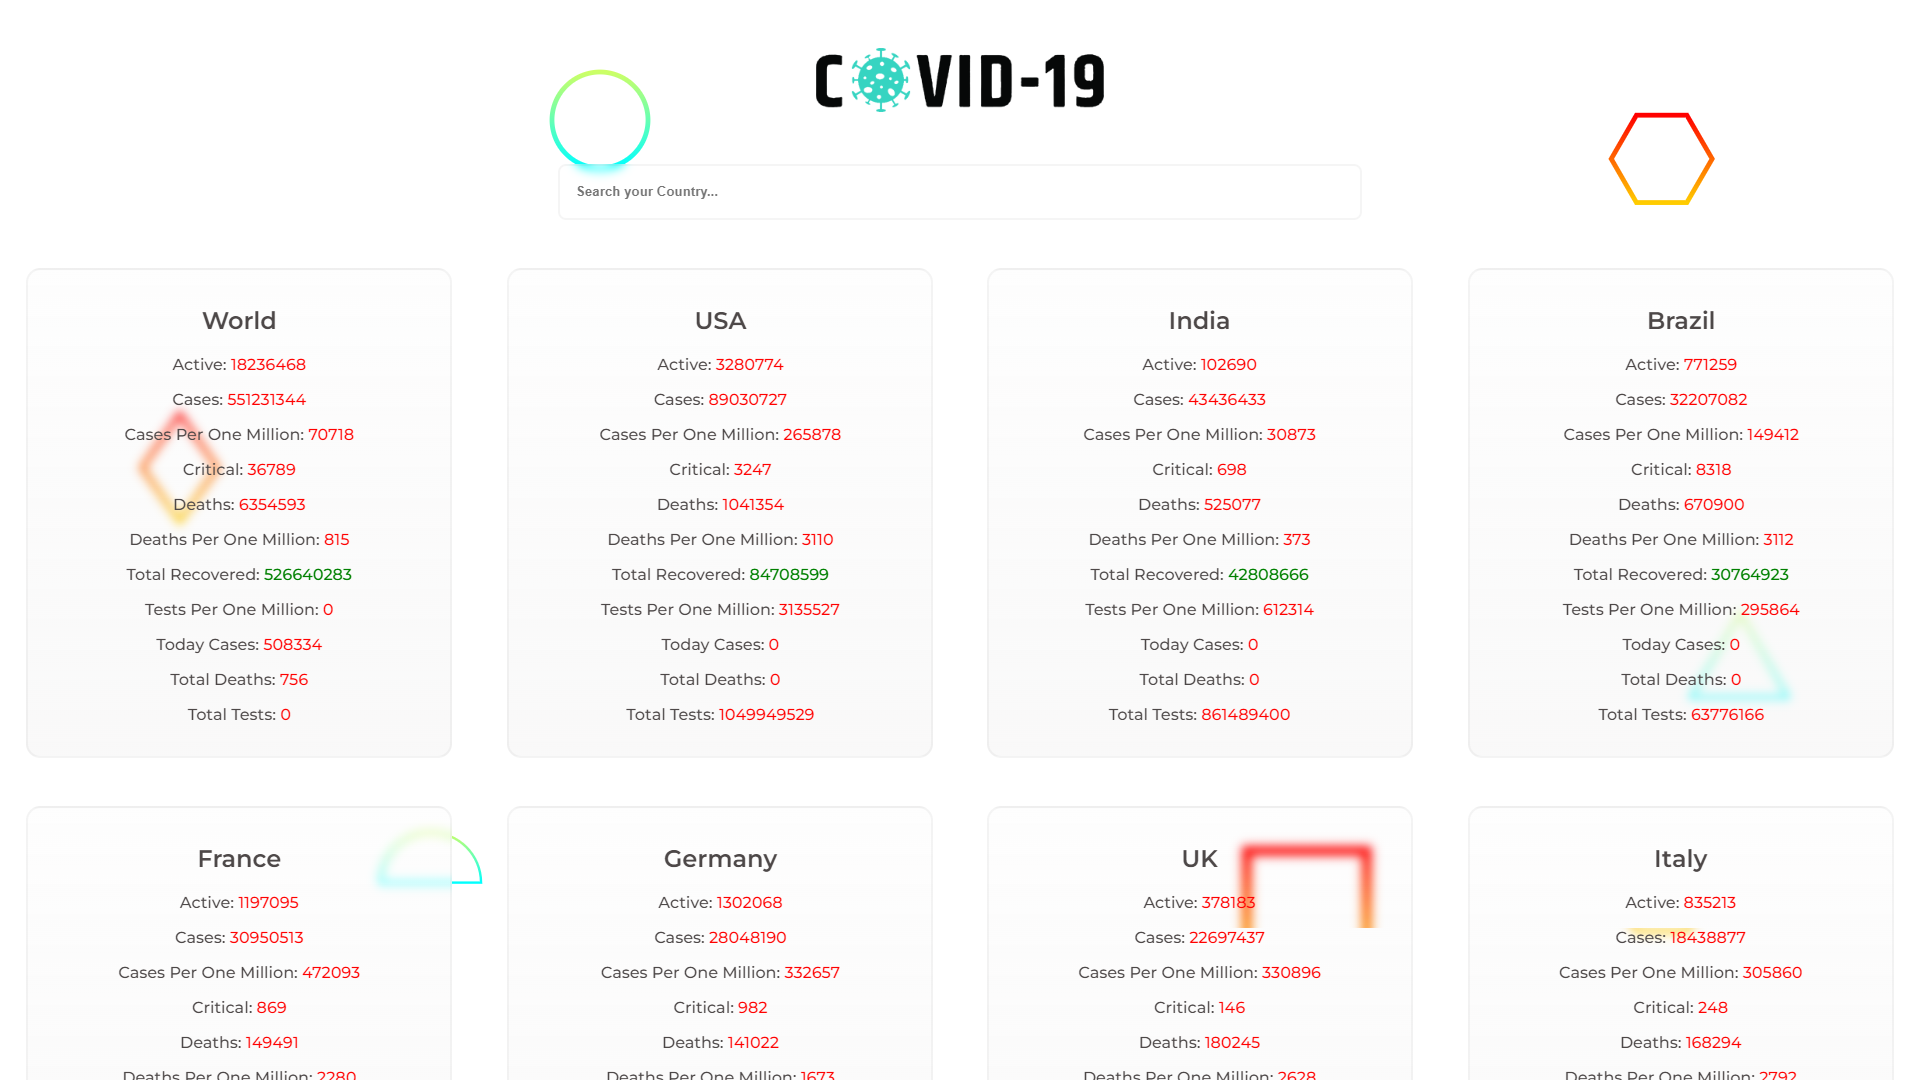 COVID-19
Search your Country...
World
Active: 18236468
Cases: 551231344
Cases Per One Million: 70718
Critical: 36789
Deaths: 6354593
Deaths Per One Million: 815
Total Recovered: 526640283
Tests Per One Million: 0
Today Cases: 508334
Total Deaths: 756
Total Tests: 0
USA
Active: 3280774
Cases: 89030727
Cases Per One Million: 265878
Critical: 3247
Deaths: 1041354
Deaths Per One Million: 3110
Total Recovered: 84708599
Tests Per One Million: 3135527
Today Cases: 0
Total Deaths: 0
Total Tests: 1049949529
India
Active: 102690
Cases: 43436433
Cases Per One Million: 30873
Critical: 698
Deaths: 525077
Deaths Per One Million: 373
Total Recovered: 42808666
Tests Per One Million: 612314
Today Cases: 0
Total Deaths: 0
Total Tests: 861489400
Brazil
Active: 771259
Cases: 32207082
Cases Per One Million: 149412
Critical: 8318
Deaths: 670900
Deaths Per One Million: 3112
Total Recovered: 30764923
Tests Per One Million: 295864
Today Cases: 0
Total Deaths: 0
Total Tests: 63776166
France
Active: 1197095
Cases: 30950513
Cases Per One Million: 472093
Critical: 869
Deaths: 149491
Deaths Per One Million: 2280
Germany
Active: 1302068
Cases: 28048190
Cases Per One Million: 332657
Critical: 982
Deaths: 141022
Deaths Per One Million: 1673
UK
Active: 378183
Cases: 22697437
Cases Per One Million: 330896
Critical: 146
Deaths: 180245
Deaths Per One Million: 2628
Italy
Active: 835213
Cases: 18438877
Cases Per One Million: 305860
Critical: 248
Deaths: 168294
Deaths Per One Million: 2792